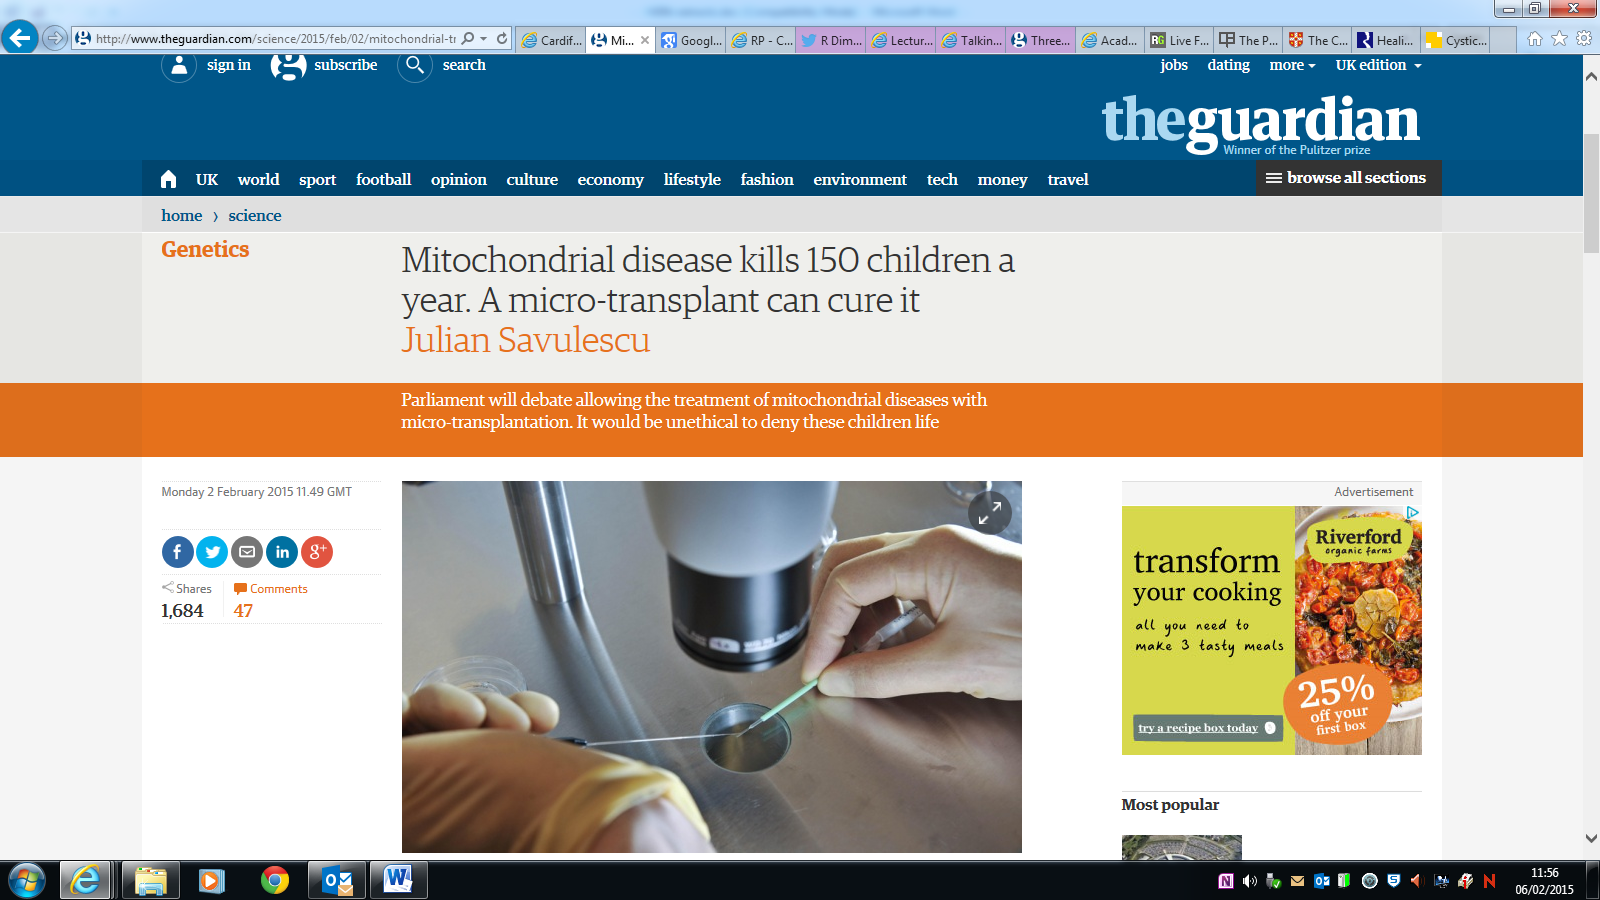 http://www.theguardian.com/science/2015/feb/02/mitochondrial-tr
Cardif...
Mi...
Googl...
RP - C...
R Dim...
Lectur...
Talkin...
Three...
Acad...
Live F...
The P...
The C...
Heali...
Cystic...
sign in
subscribe
search
jobs
dating
more
UK edition
theguardian
Winner of the Pulitzer prize
UK world sport football opinion culture economy lifestyle fashion environment tech money travel
browse all sections
home › science
Genetics
Mitochondrial disease kills 150 children a
year. A micro-transplant can cure it
Julian Savulescu
Parliament will debate allowing the treatment of mitochondrial diseases with
micro-transplantation. It would be unethical to deny these children life
Monday 2 February 2015 11.49 GMT
Shares
1,684
Comments
47
Advertisement
transform
your cooking
all you need to
make 3 tasty meals
try a recipe box today
Riverford
organic farms
25%
off your
first box
Most popular
11:56
06/02/2015